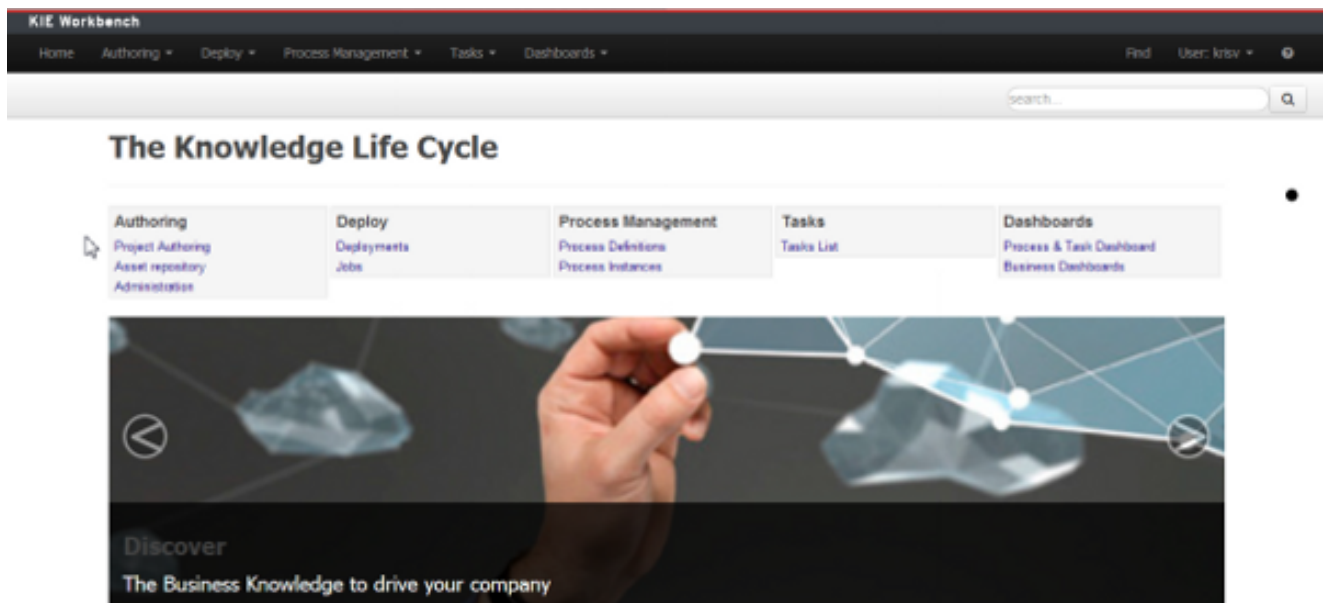 KIE Workbench
Home Authoring Deploy Process Management Tasks Dashboards Find User: krisv
search...
The Knowledge Life Cycle
Authoring Deploy Process Management Tasks Dashboards
Project Authoring Deployments Process Definitions Tasks List Process & Task Dashboard
Asset repository Jobs Process Instances Business Dashboards
Administration
Discover
The Business Knowledge to drive your company